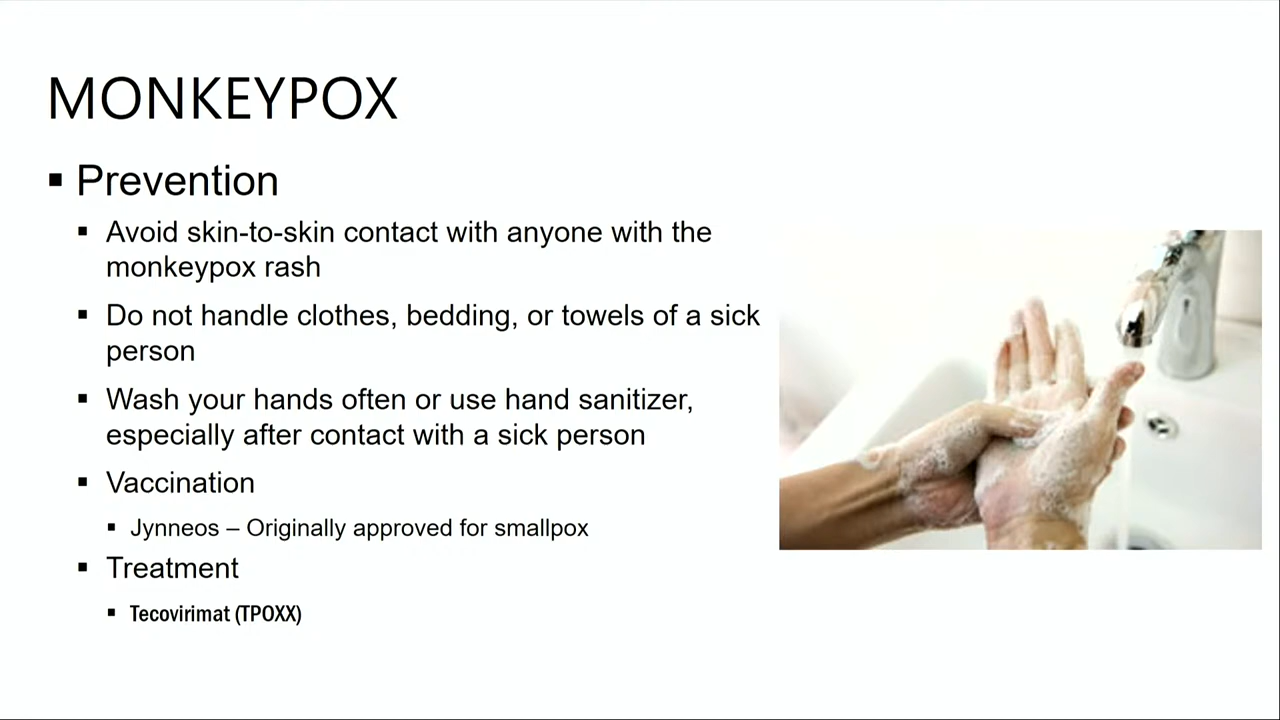 MONKEYPOX
Prevention
Avoid skin-to-skin contact with anyone with the
monkeypox rash
Do not handle clothes, bedding, or towels of a sick
person
Wash your hands often or use hand sanitizer,
especially after contact with a sick person
Vaccination
Jynneos – Originally approved for smallpox
Treatment
Tecovirimat (TPOXX)